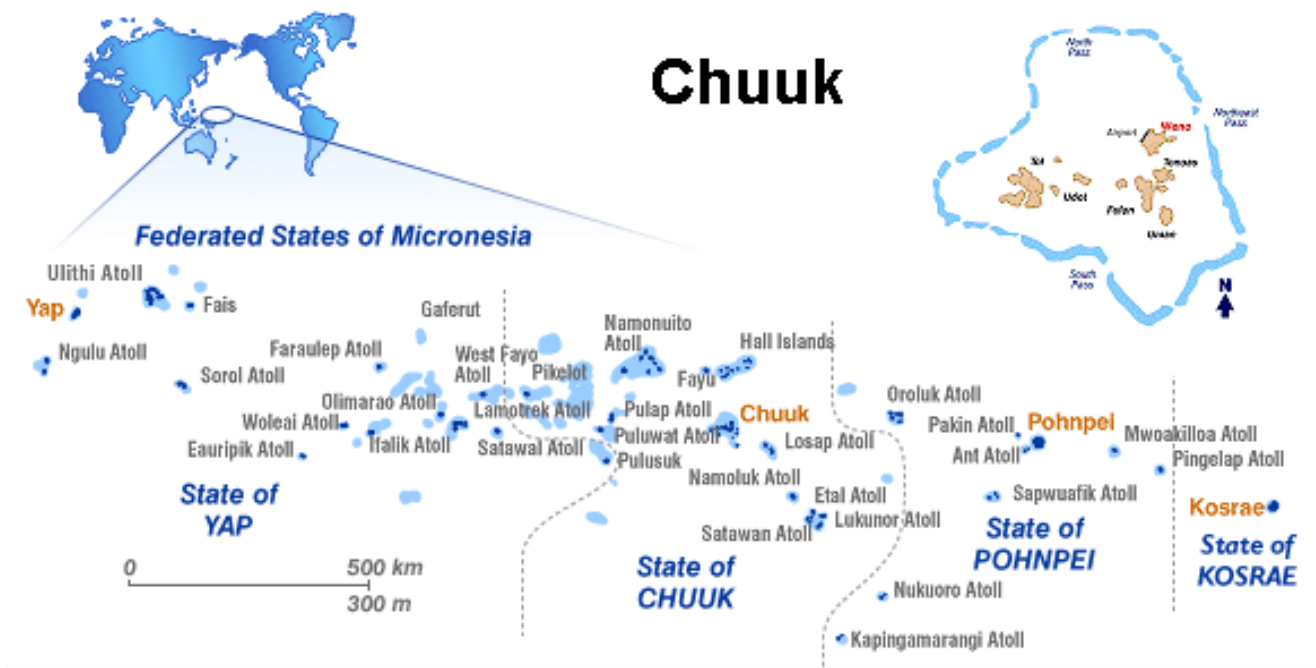 Chuuk
North
Pass
Northeast
Pass
Airport
Weno
Tol
Tonoas
Udot
Fefan
Uman
South
Pass
N
Federated States of Micronesia
Ulithi Atoll
Yap
Fais
Gaferut
Ngulu Atoll
Faraulep Atoll
Sorol Atoll
West Fayo
Atoll
Pikelot
Namonuito
Atoll
Hall Islands
Fayu
Olimarao Atoll
Lamotrek Atoll
Pulap Atoll
Chuuk
Oroluk Atoll
Woleai Atoll
Ifalik Atoll
Eauripik Atoll
Satawal Atoll
Puluwat Atoll
Pulusuk
Losap Atoll
Pakin Atoll
Pohnpei
Ant Atoll
Mwoakilloa Atoll
Pingelap Atoll
Namoluk Atoll
Etal Atoll
Lukunor Atoll
Satawan Atoll
Sapwuafik Atoll
Kosrae
State of
YAP
State of
CHUUK
State of
POHNPEI
State of
KOSRAE
0
500 km
300 m
Nukuoro Atoll
Kapingamarangi Atoll